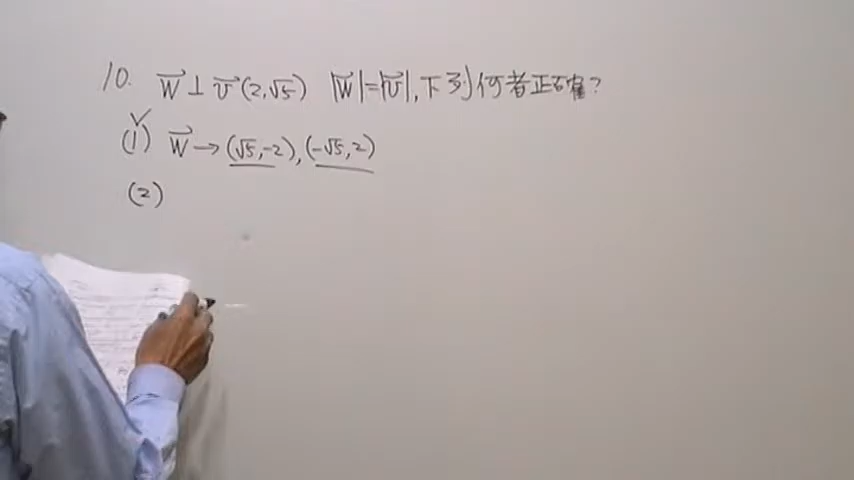 10. w⃗ ⊥ v⃗ (2,√5) |w⃗|=|v⃗|, 下列何者正確?
(1) ✓ w⃗ → (√5,-2), (-√5,2)
(2)